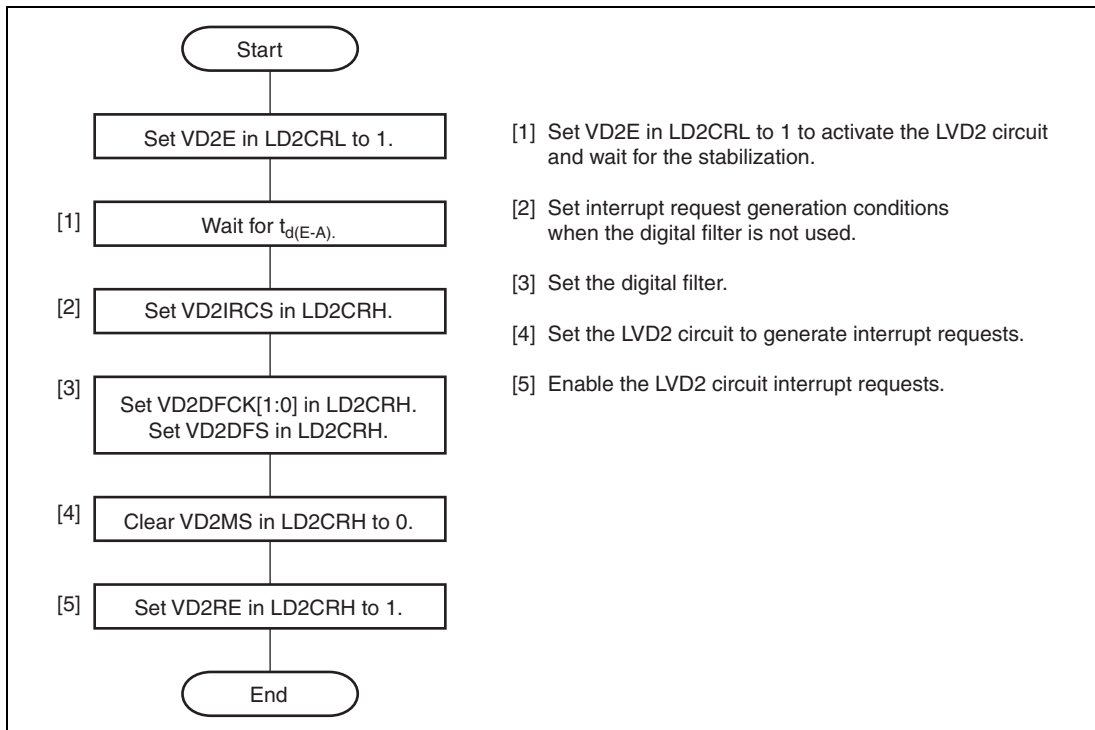 Start
Set VD2E in LD2CRL to 1.
[1] Wait for td(E-A).
[2] Set VD2IRCS in LD2CRH.
[3] Set VD2DFCK[1:0] in LD2CRH.
Set VD2DFS in LD2CRH.
[4] Clear VD2MS in LD2CRH to 0.
[5] Set VD2RE in LD2CRH to 1.
End
[1] Set VD2E in LD2CRL to 1 to activate the LVD2 circuit
and wait for the stabilization.
[2] Set interrupt request generation conditions
when the digital filter is not used.
[3] Set the digital filter.
[4] Set the LVD2 circuit to generate interrupt requests.
[5] Enable the LVD2 circuit interrupt requests.